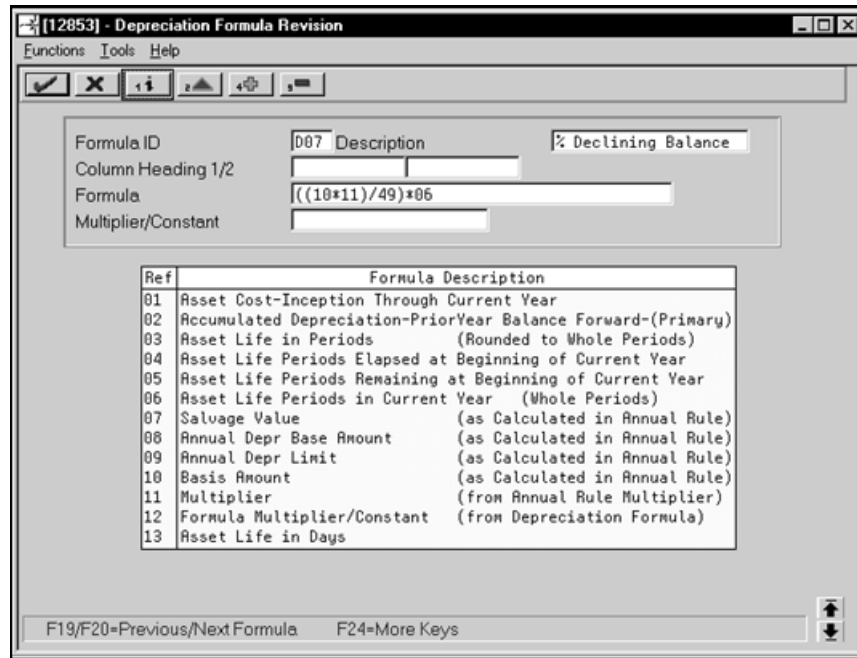 [12853] - Depreciation Formula Revision
Functions Tools Help
1 i 2 4 5
Formula ID D07 Description % Declining Balance
Column Heading 1/2
Formula ((10*11)/49)*06
Multiplier/Constant
Ref Formula Description
01 Asset Cost-Inception Through Current Year
02 Accumulated Depreciation-PriorYear Balance Forward-(Primary)
03 Asset Life in Periods (Rounded to Whole Periods)
04 Asset Life Periods Elapsed at Beginning of Current Year
05 Asset Life Periods Remaining at Beginning of Current Year
06 Asset Life Periods in Current Year (Whole Periods)
07 Salvage Value (as Calculated in Annual Rule)
08 Annual Depr Base Amount (as Calculated in Annual Rule)
09 Annual Depr Limit (as Calculated in Annual Rule)
10 Basis Amount (as Calculated in Annual Rule)
11 Multiplier (from Annual Rule Multiplier)
12 Formula Multiplier/Constant (from Depreciation Formula)
13 Asset Life in Days
F19/F20=Previous/Next Formula F24=More Keys